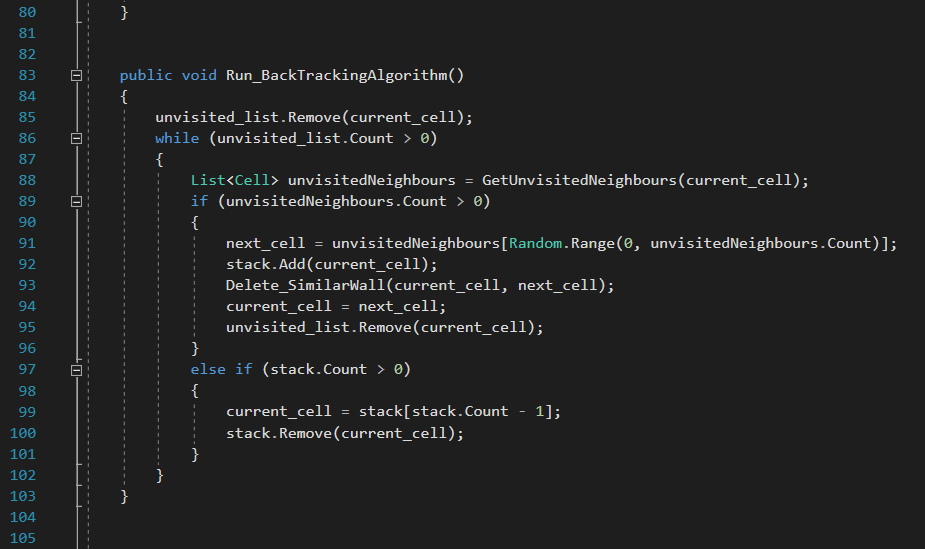 80 }
81
82
83 public void Run_BackTrackingAlgorithm()
84 {
85 unvisited_list.Remove(current_cell);
86 while (unvisited_list.Count > 0)
87 {
88 List<Cell> unvisitedNeighbours = GetUnvisitedNeighbours(current_cell);
89 if (unvisitedNeighbours.Count > 0)
90 {
91 next_cell = unvisitedNeighbours[Random.Range(0, unvisitedNeighbours.Count)];
92 stack.Add(current_cell);
93 Delete_SimilarWall(current_cell, next_cell);
94 current_cell = next_cell;
95 unvisited_list.Remove(current_cell);
96 }
97 else if (stack.Count > 0)
98 {
99 current_cell = stack[stack.Count - 1];
100 stack.Remove(current_cell);
101 }
102 }
103 }
104
105